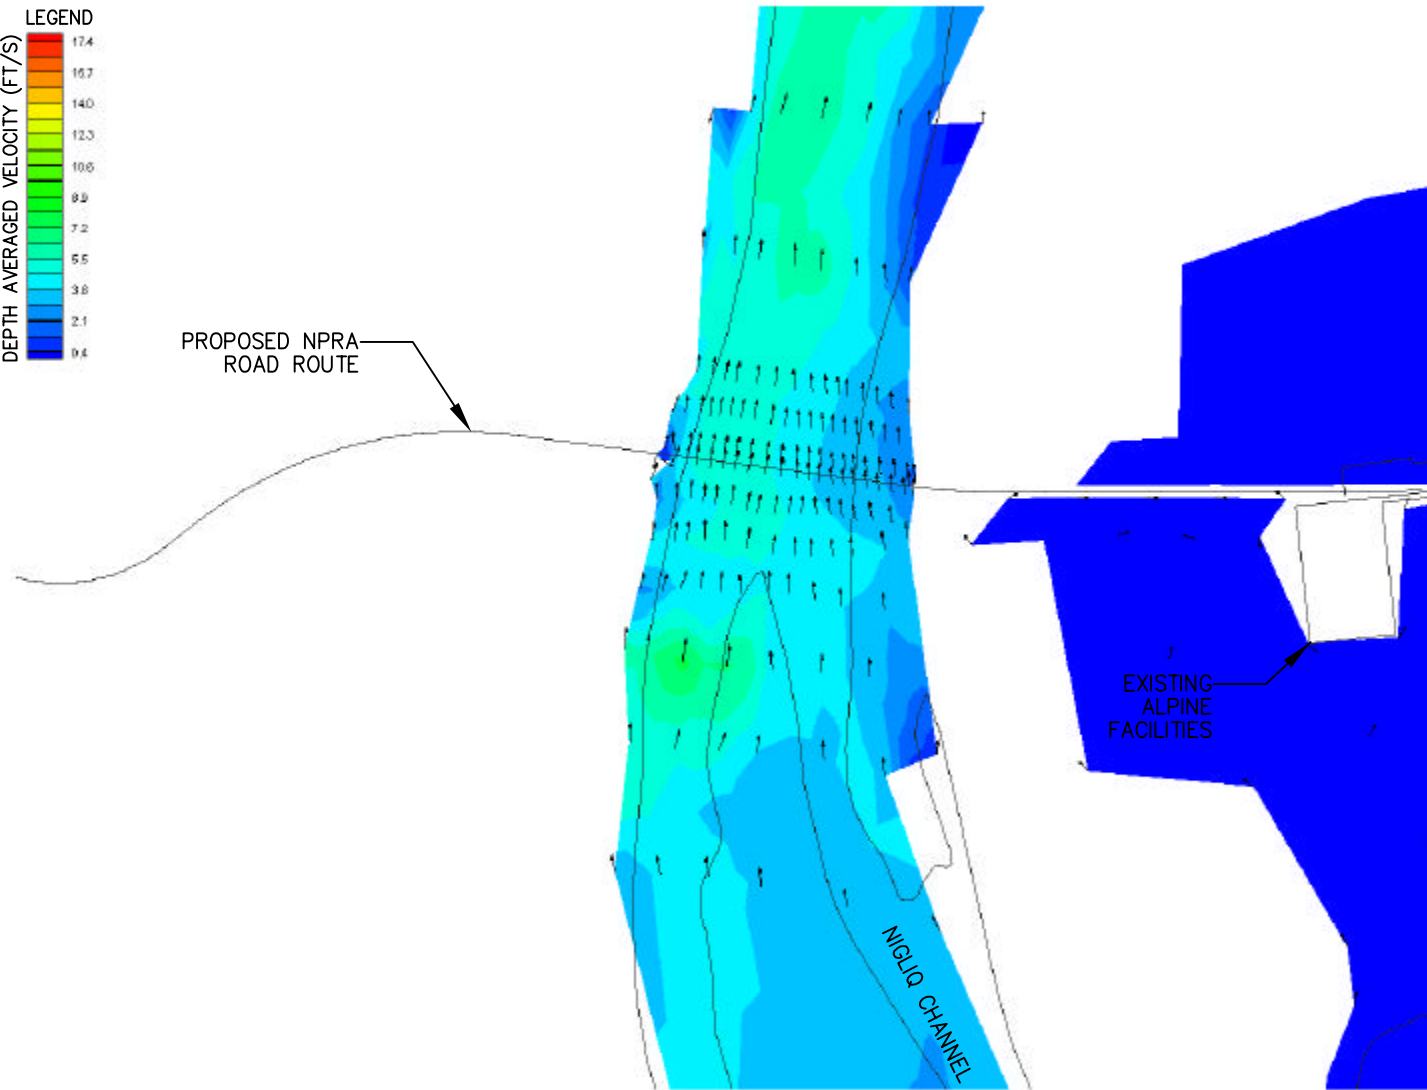 LEGEND
DEPTH AVERAGED VELOCITY (FT/S)
17.4
15.7
14.0
12.3
10.6
8.9
7.2
5.5
3.8
2.1
0.4
PROPOSED NPRA
ROAD ROUTE
EXISTING
ALPINE
FACILITIES
NIGLIQ CHANNEL